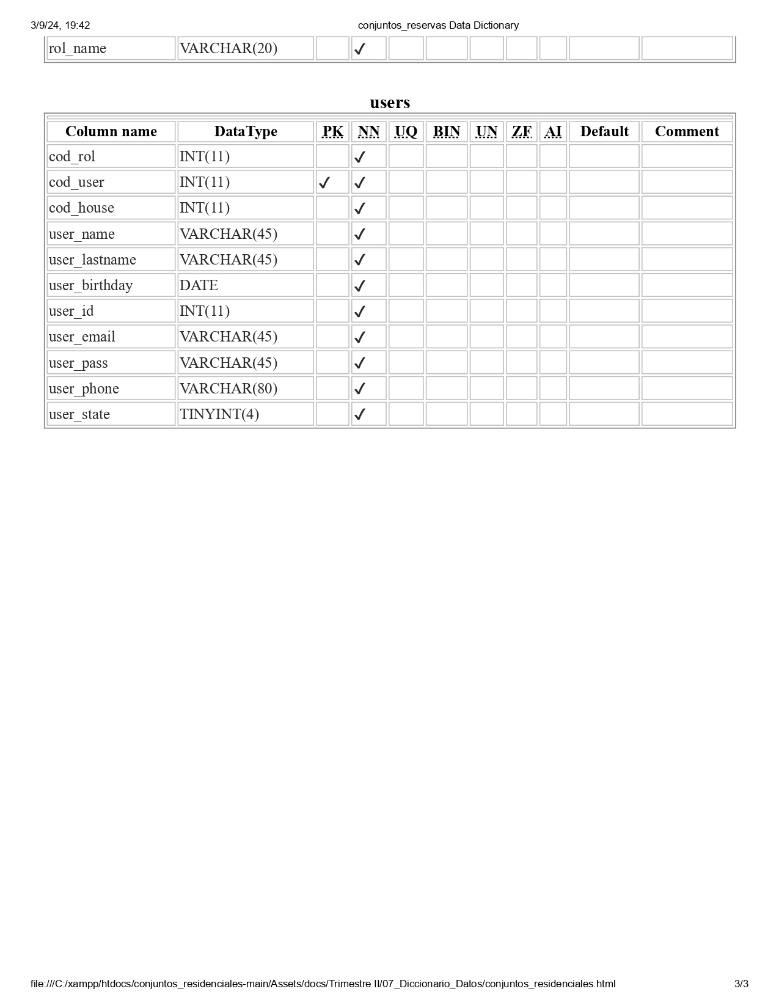 3/9/24, 19:42 conjuntos_reservas Data Dictionary
rol_name VARCHAR(20) ✓
users
Column name DataType PK NN UQ BIN UN ZF AI Default Comment
cod_rol INT(11) ✓
cod_user INT(11) ✓ ✓
cod_house INT(11) ✓
user_name VARCHAR(45) ✓
user_lastname VARCHAR(45) ✓
user_birthday DATE ✓
user_id INT(11) ✓
user_email VARCHAR(45) ✓
user_pass VARCHAR(45) ✓
user_phone VARCHAR(80) ✓
user_state TINYINT(4) ✓
file:///C:/xampp/htdocs/conjuntos_residenciales-main/Assets/docs/Trimestre II/07_Diccionario_Datos/conjuntos_residenciales.html 3/3